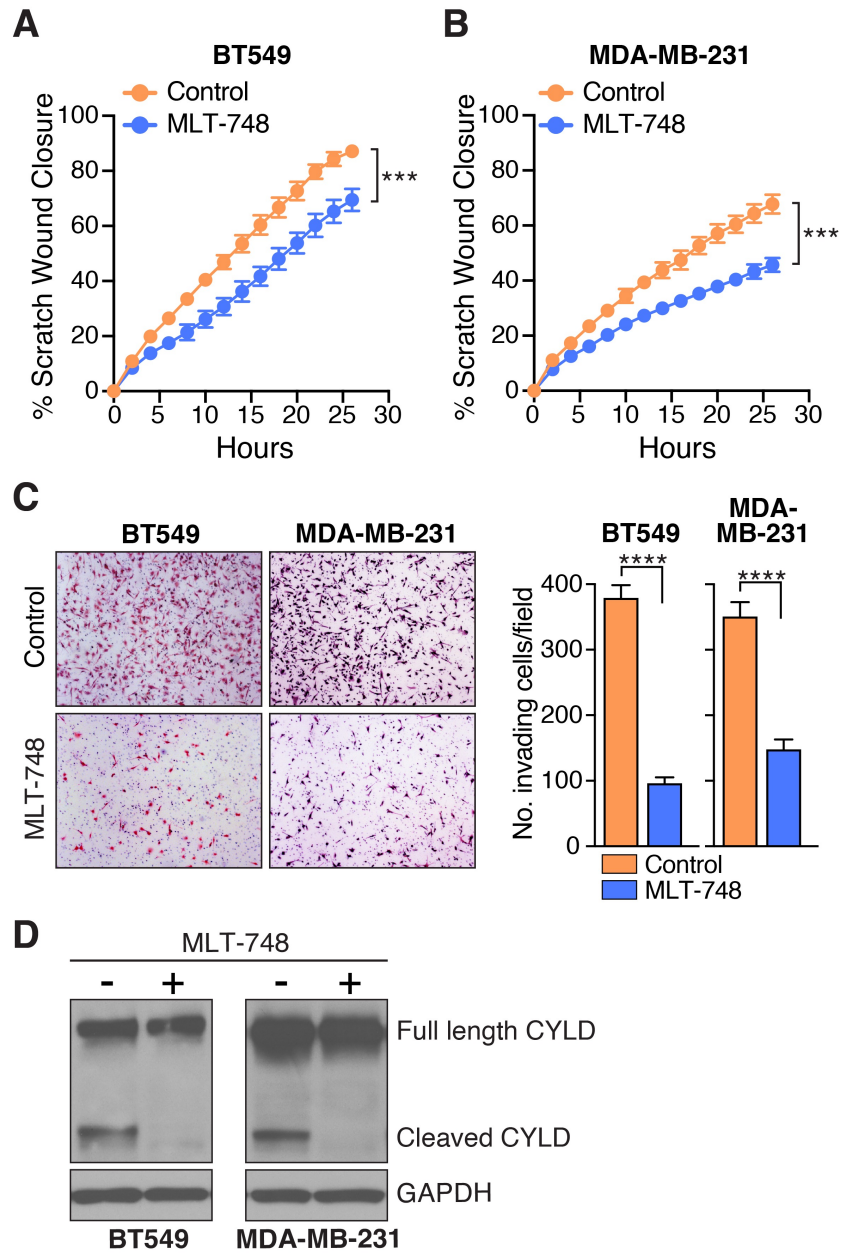 A
BT549
Control
MLT-748
% Scratch Wound Closure
100
80
60
40
20
0
0 5 10 15 20 25 30
Hours
***
B
MDA-MB-231
Control
MLT-748
% Scratch Wound Closure
100
80
60
40
20
0
0 5 10 15 20 25 30
Hours
***
C
BT549
MDA-MB-231
Control
MLT-748
No. invading cells/field
BT549
MDA-
MB-231
****
****
400
300
200
100
0
Control
MLT-748
D
MLT-748
- + - +
Full length CYLD
Cleaved CYLD
GAPDH
BT549 MDA-MB-231